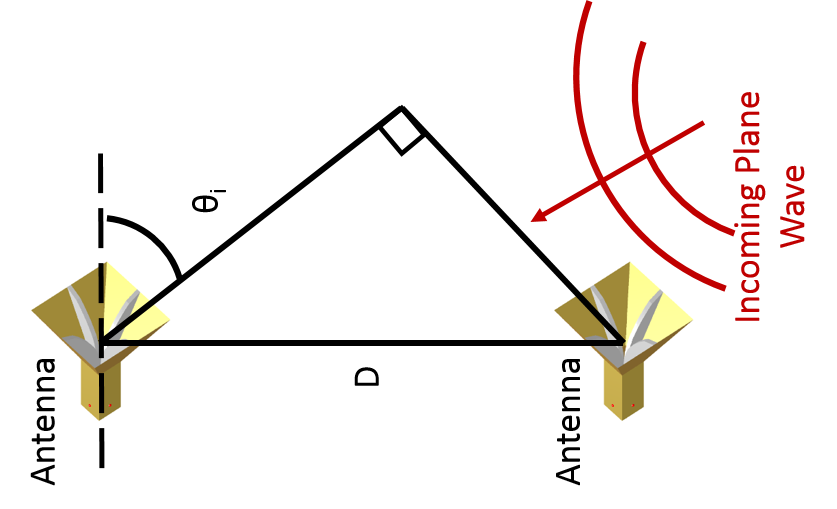 Antenna
θi
D
Antenna
Incoming Plane
Wave